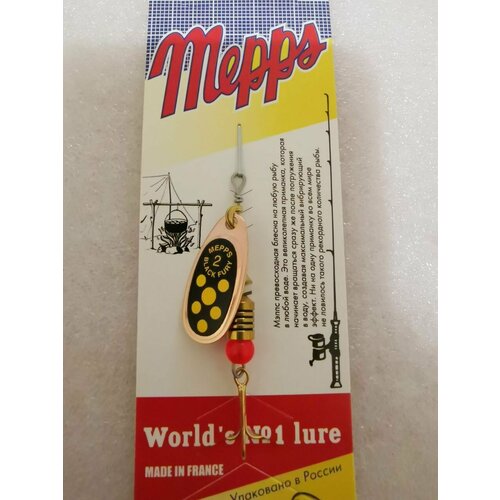 Mepps
Мэппс превосходная блесна на любую рыбу
в любой воде. Это великолепная приманка, которая
начинает вращаться сразу же после погружения
в воду, создавая максимальный вибрирующий
эффект. Ни на одну приманку во всем мире
не ловилось такого рекордного количества рыбы.
MEPPS
2
BLACK FURY
World's №1 lure
MADE IN FRANCE
Упаковано в России